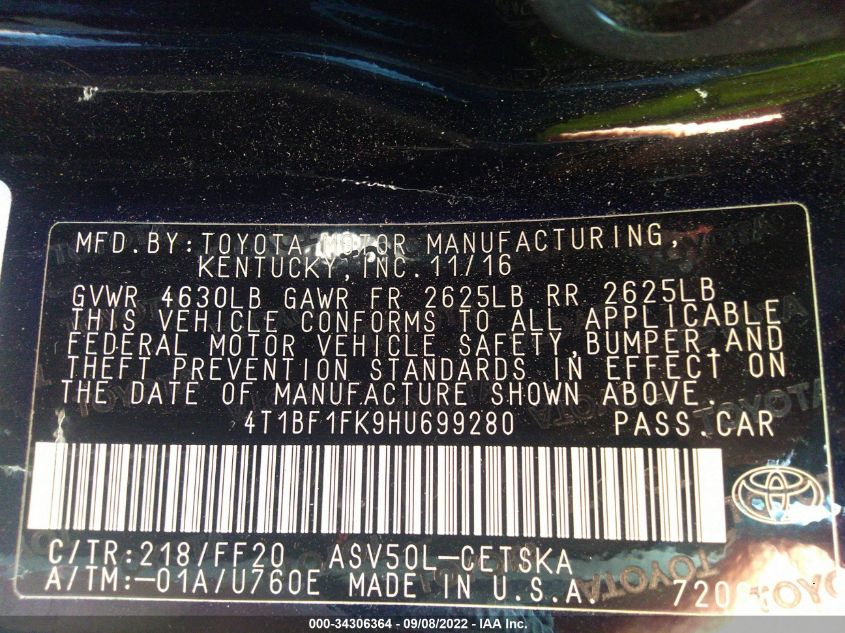 MFD.BY:TOYOTA MOTOR MANUFACTURING,
KENTUCKY,INC.11/16
GVWR 4630LB GAWR FR 2625LB RR 2625LB
THIS VEHICLE CONFORMS TO ALL APPLICABLE
FEDERAL MOTOR VEHICLE SAFETY,BUMPER,AND
THEFT PREVENTION STANDARDS IN EFFECT ON
THE DATE OF MANUFACTURE SHOWN ABOVE.
4T1BF1FK9HU699280 PASS.CAR
C/TR:218/FF20 ASV50L-CETSKA
A/TM:-01A/U760E MADE IN U.S.A.
TOYOTA
000-34306364 - 09/08/2022 - IAA Inc.